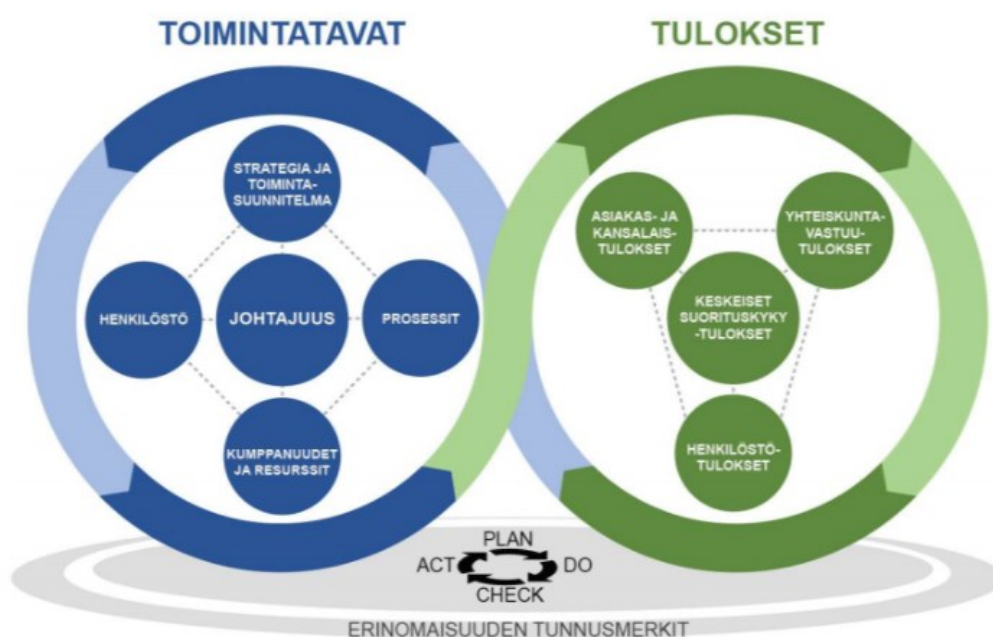 TOIMINTATAVAT
TULOKSET
STRATEGIA JA
TOIMINTA-
SUUNNITELMA
HENKILÖSTÖ
JOHTAJUUS
PROSESSIT
KUMPPANUUDET
JA RESURSSIT
ASIAKAS- JA
KANSALAIS-
TULOKSET
YHTEISKUNTA-
VASTUU-
TULOKSET
KESKEISET
SUORITUSKYKY
-TULOKSET
HENKILÖSTÖ-
TULOKSET
PLAN
ACT
DO
CHECK
ERINOMAISUUDEN TUNNUSMERKIT